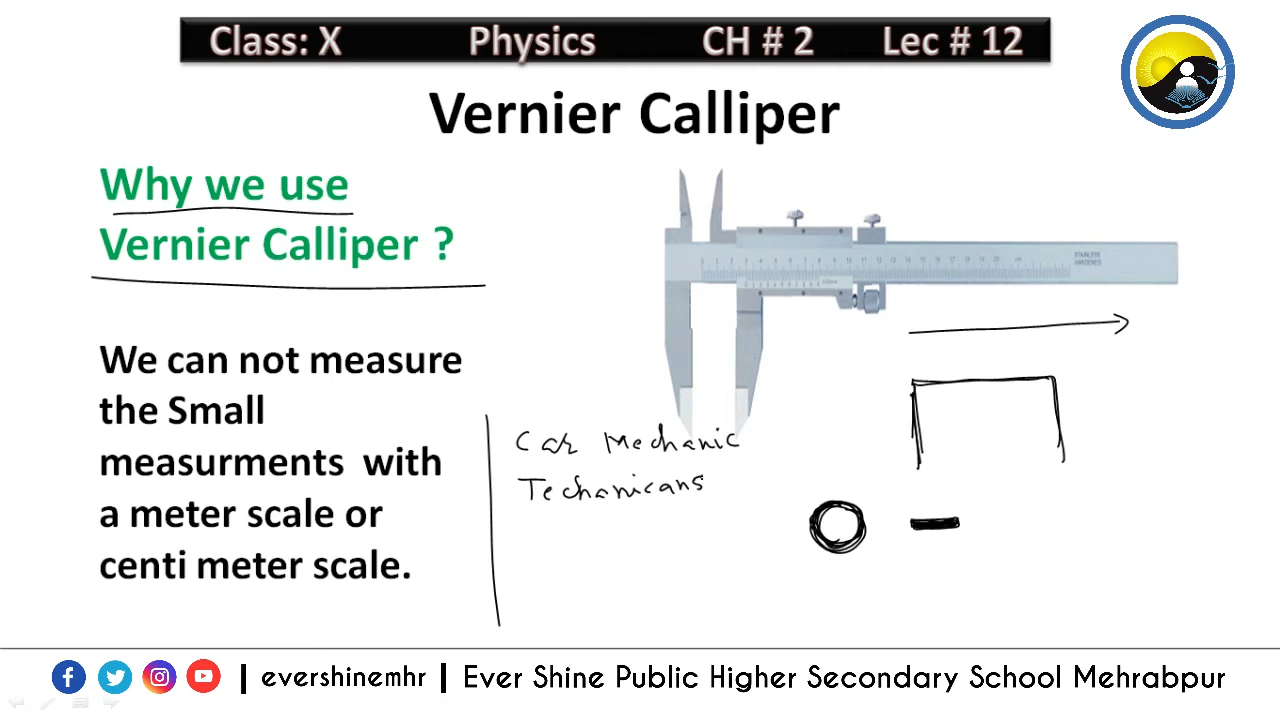 Class: X Physics CH # 2 Lec # 12
Vernier Calliper
Why we use
Vernier Calliper ?
We can not measure
the Small
measurments with
a meter scale or
centi meter scale.
Car Mechanic
Techanicans
STAINLESS
HARDENED
| evershinemhr | Ever Shine Public Higher Secondary School Mehrabpur